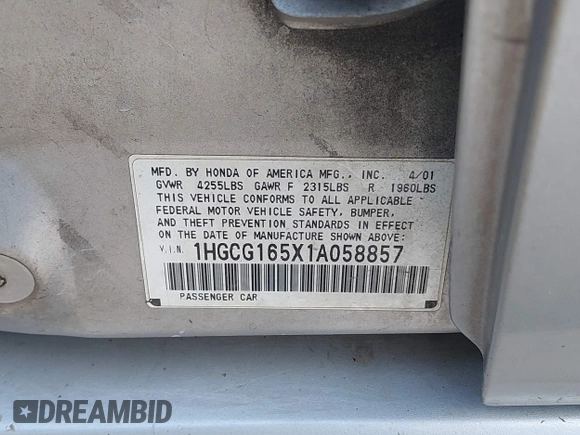 MFD. BY HONDA OF AMERICA MFG., INC. 4/01
GVWR 4255LBS GAWR F 2315LBS R 1960LBS
THIS VEHICLE CONFORMS TO ALL APPLICABLE
FEDERAL MOTOR VEHICLE SAFETY, BUMPER,
AND THEFT PREVENTION STANDARDS IN EFFECT
ON THE DATE OF MANUFACTURE SHOWN ABOVE:
V.I.N. 1HGCG165X1A058857
PASSENGER CAR
DREAMBID